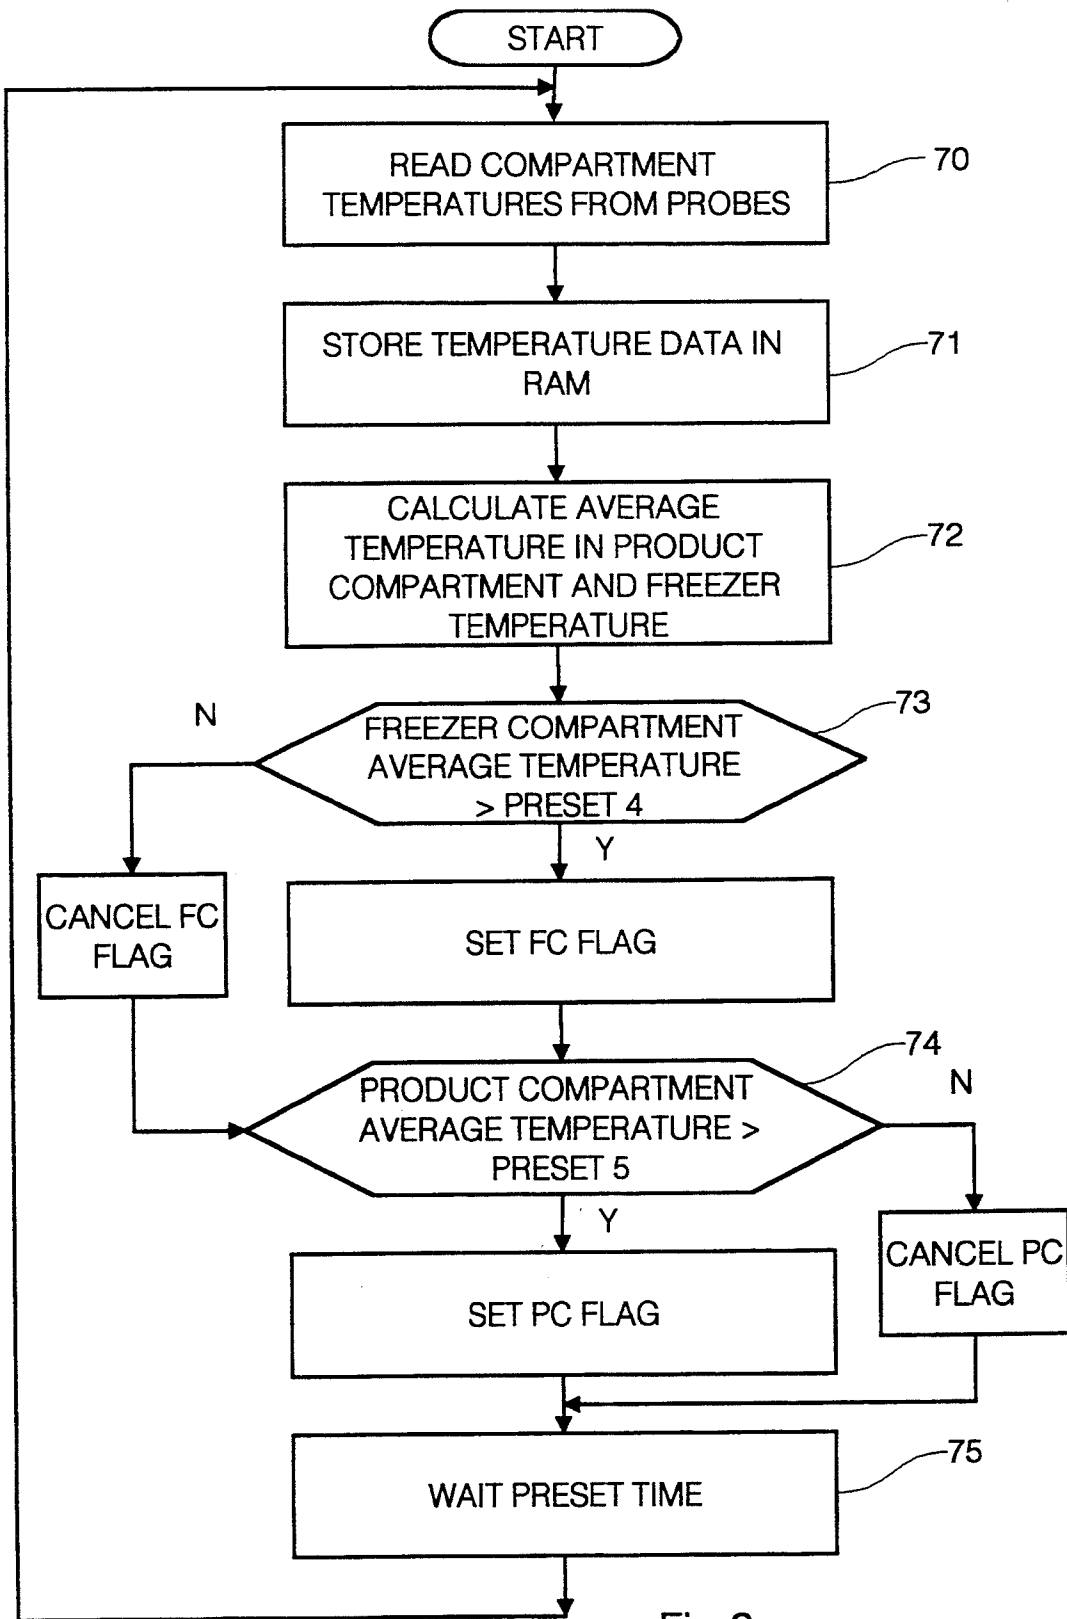 START
READ COMPARTMENT
TEMPERATURES FROM PROBES
70
STORE TEMPERATURE DATA IN
RAM
71
CALCULATE AVERAGE
TEMPERATURE IN PRODUCT
COMPARTMENT AND FREEZER
TEMPERATURE
72
N
FREEZER COMPARTMENT
AVERAGE TEMPERATURE
> PRESET 4
73
Y
CANCEL FC
FLAG
SET FC FLAG
74
PRODUCT COMPARTMENT
AVERAGE TEMPERATURE >
PRESET 5
N
Y
CANCEL PC
FLAG
SET PC FLAG
75
WAIT PRESET TIME